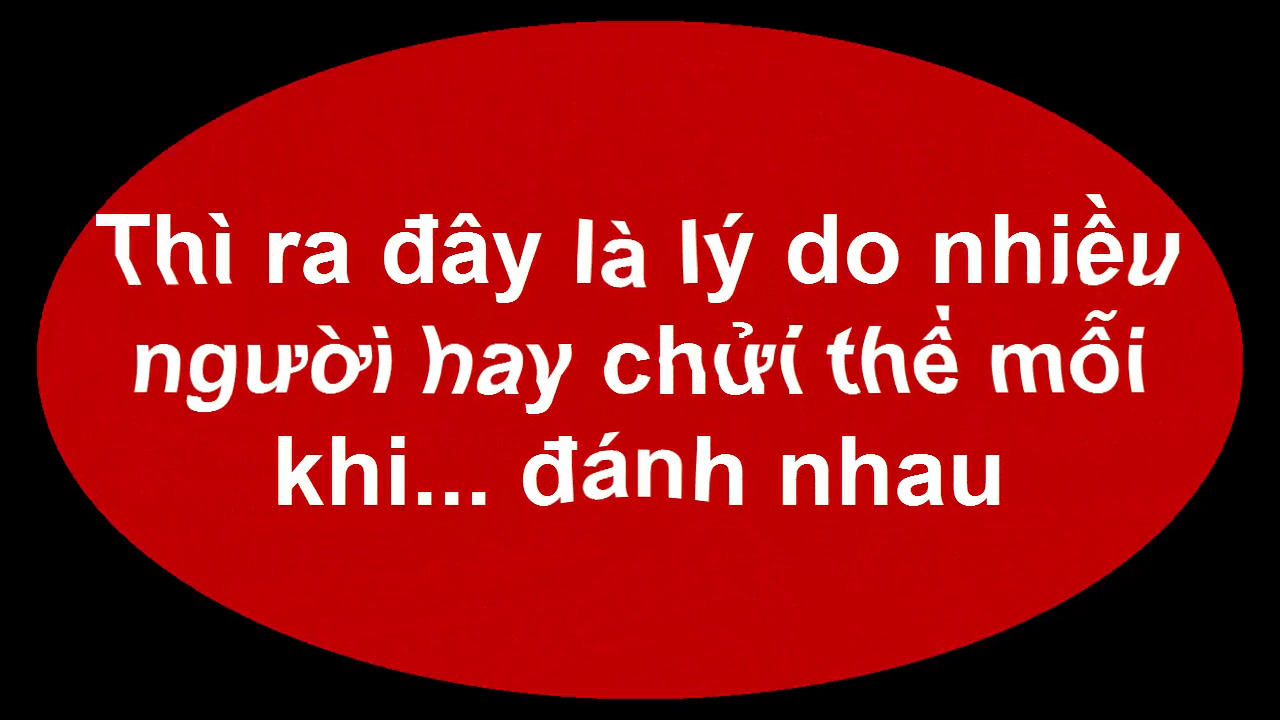 Thì ra đây là lý do nhiều
người hay chửi thề mỗi
khi... đánh nhau